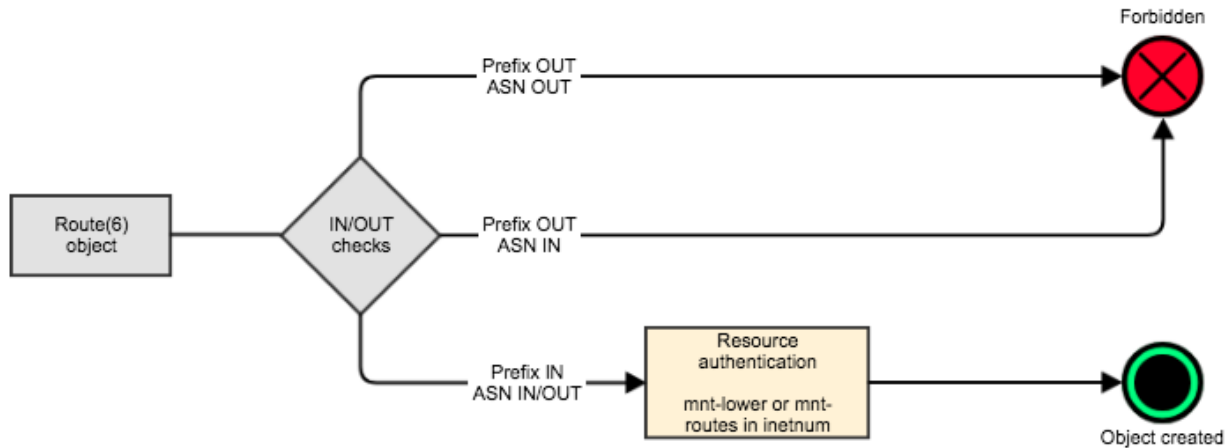 Forbidden
Prefix OUT
ASN OUT
Route(6)
object
IN/OUT
checks
Prefix OUT
ASN IN
Prefix IN
ASN IN/OUT
Resource
authentication
mnt-lower or mnt-
routes in inetnum
Object created